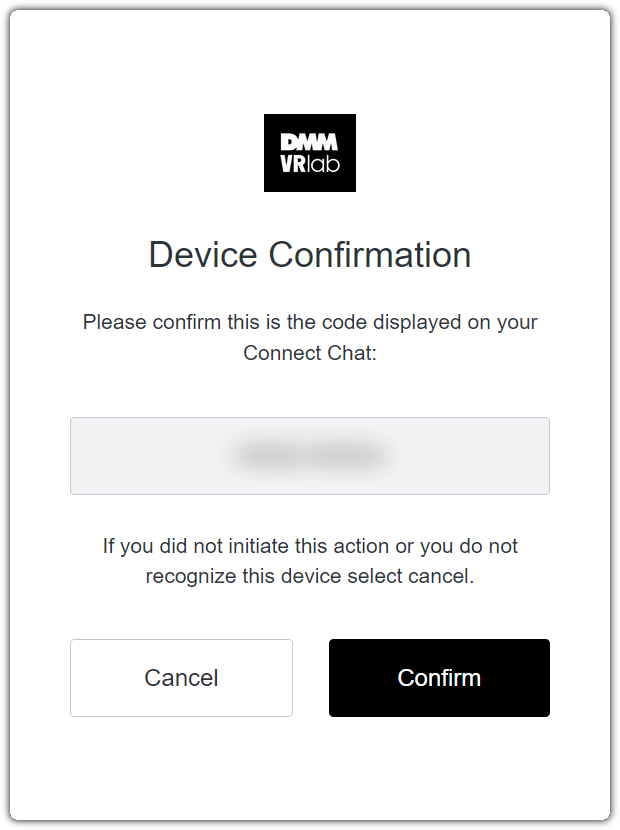 DMM
VRlab
Device Confirmation
Please confirm this is the code displayed on your
Connect Chat:
If you did not initiate this action or you do not
recognize this device select cancel.
Cancel
Confirm